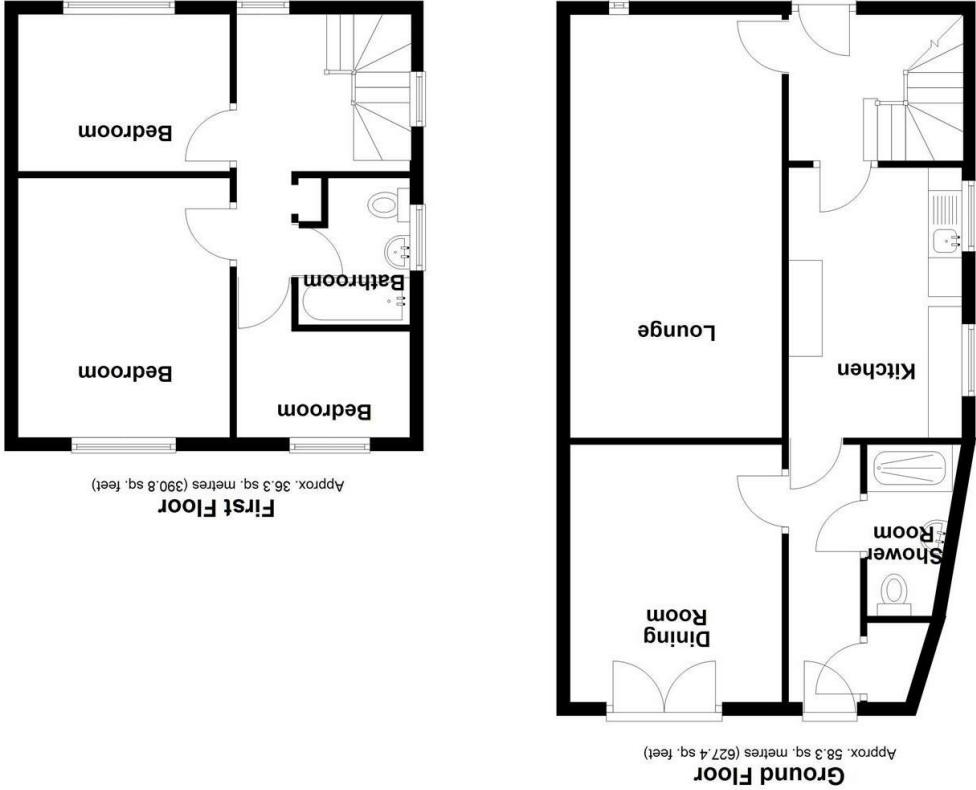 Ground Floor
Approx. 58.3 sq. metres (627.4 sq. feet)
Dining
Room
Shower
Room
Kitchen
Lounge
First Floor
Approx. 36.3 sq. metres (390.8 sq. feet)
Bedroom
Bedroom
Bathroom
Bedroom